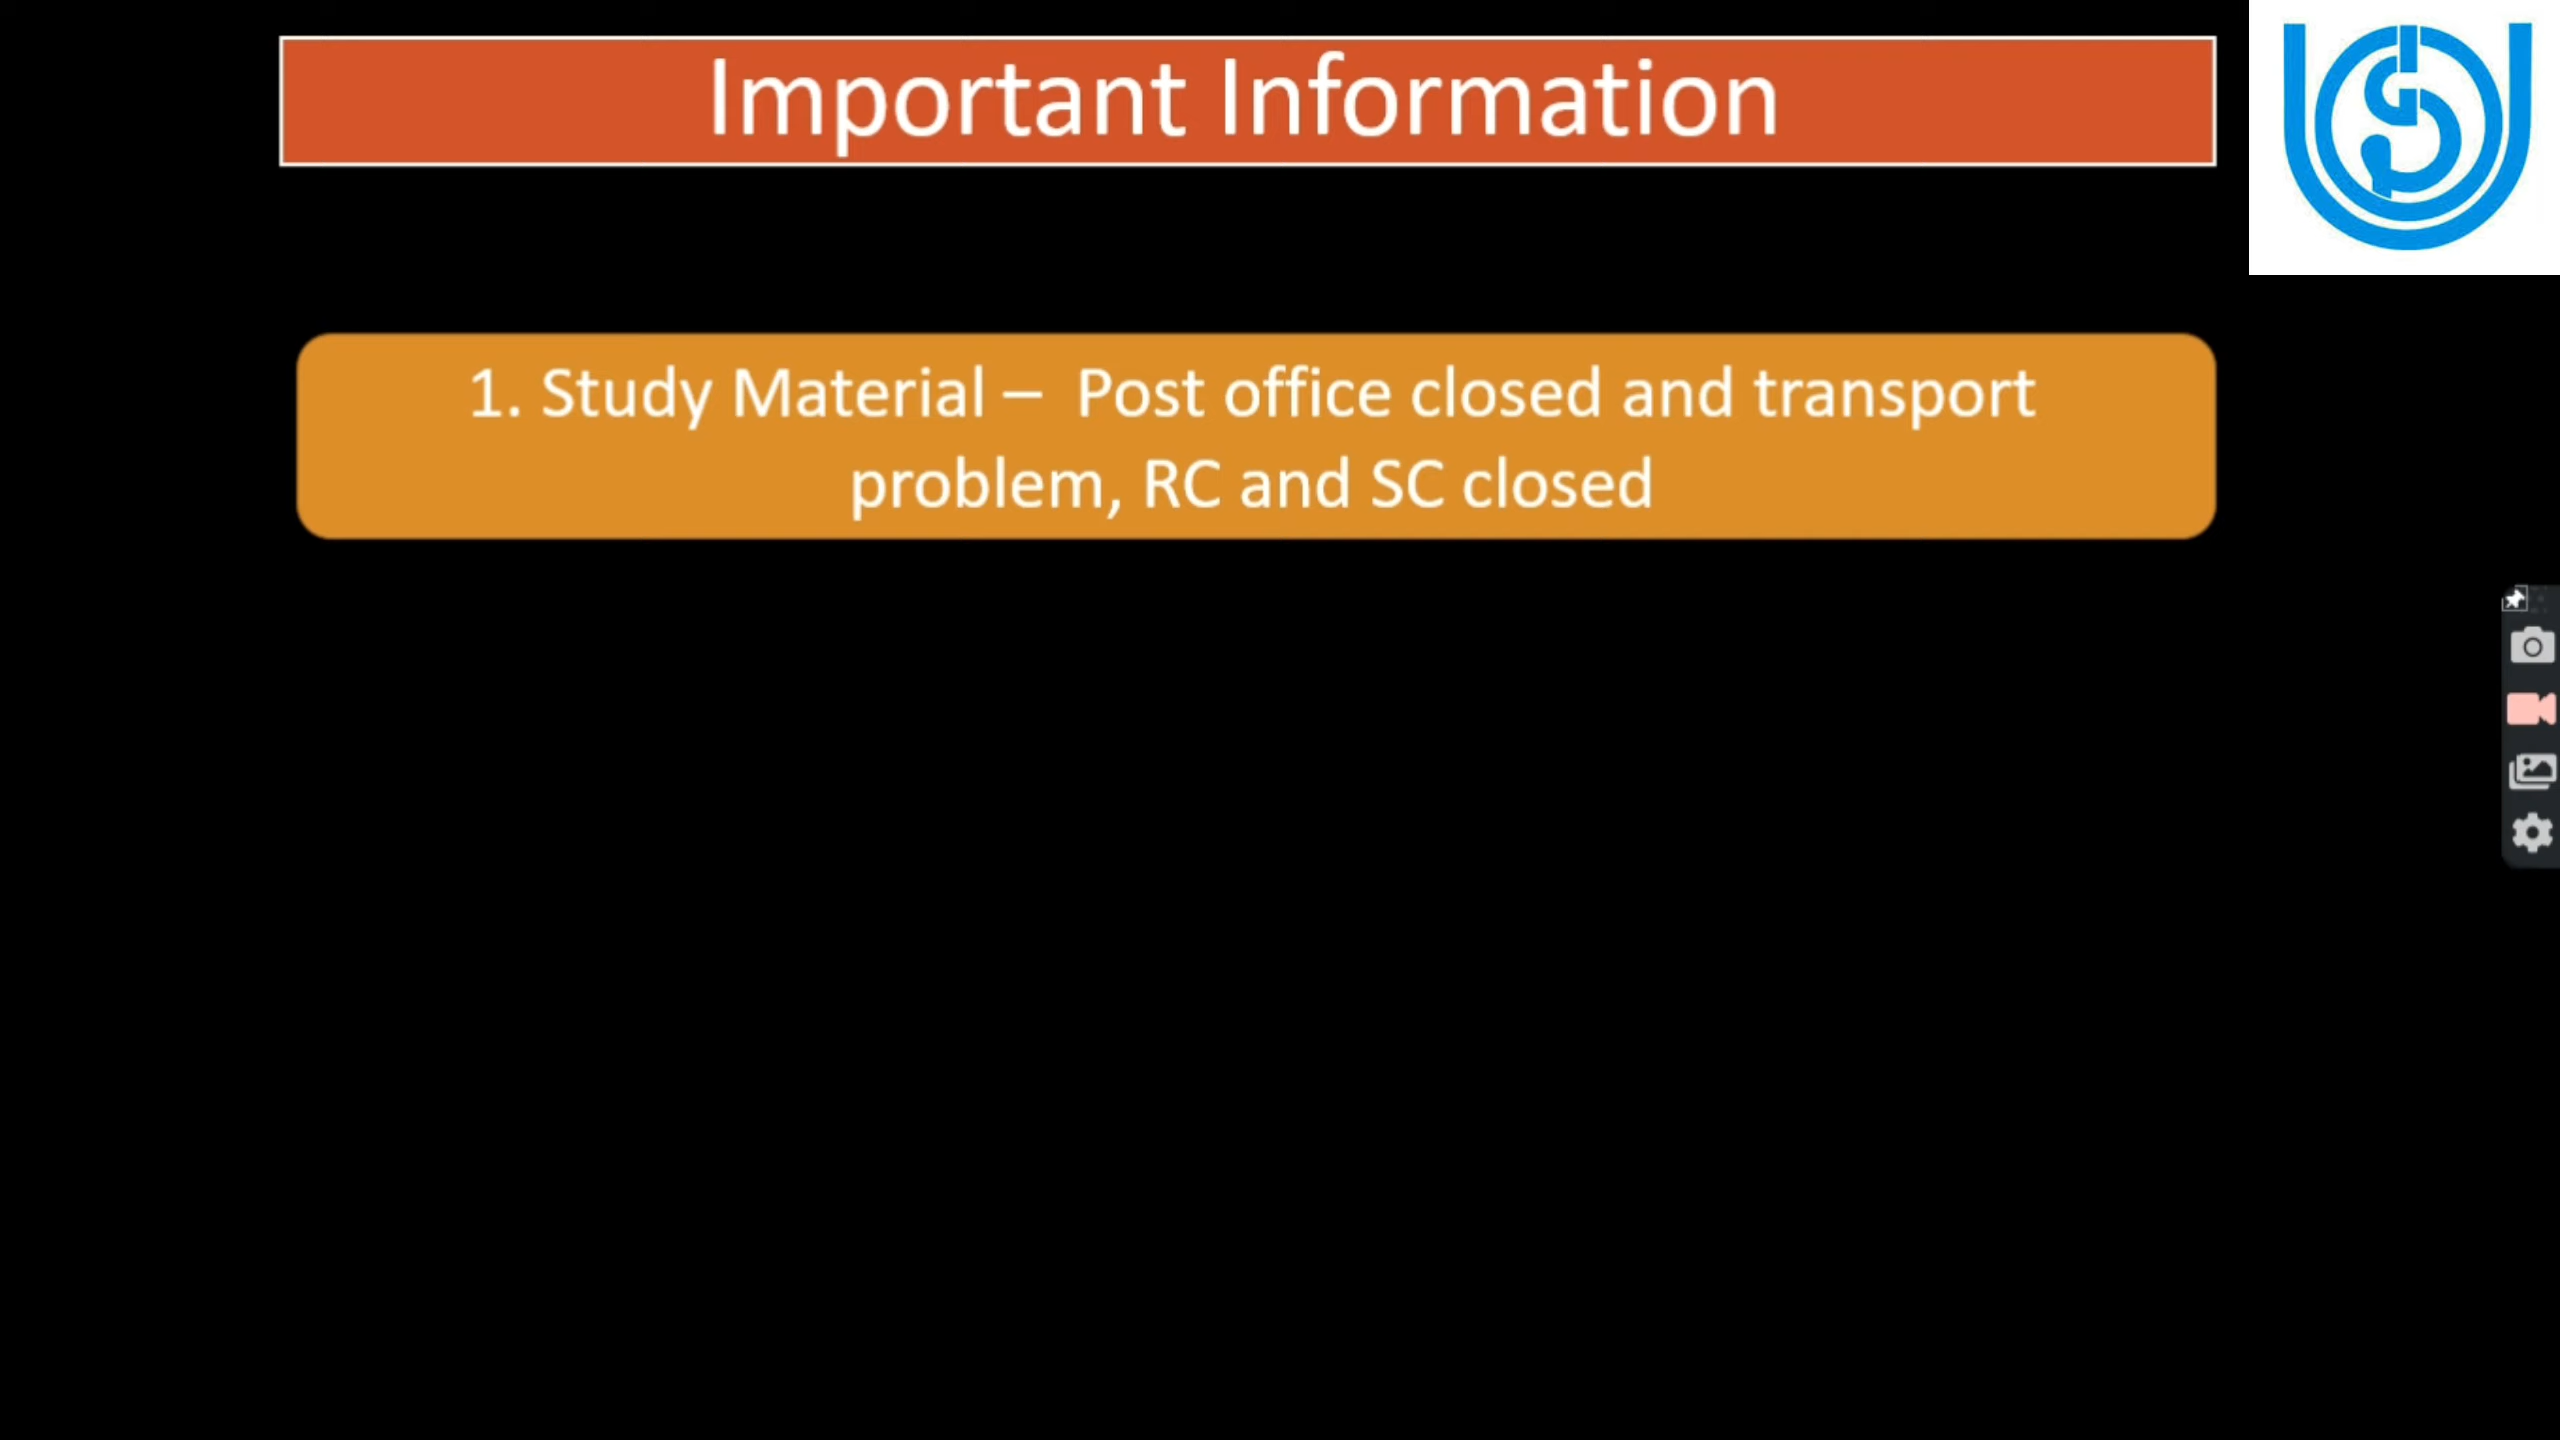 Important Information
1. Study Material – Post office closed and transport
problem, RC and SC closed